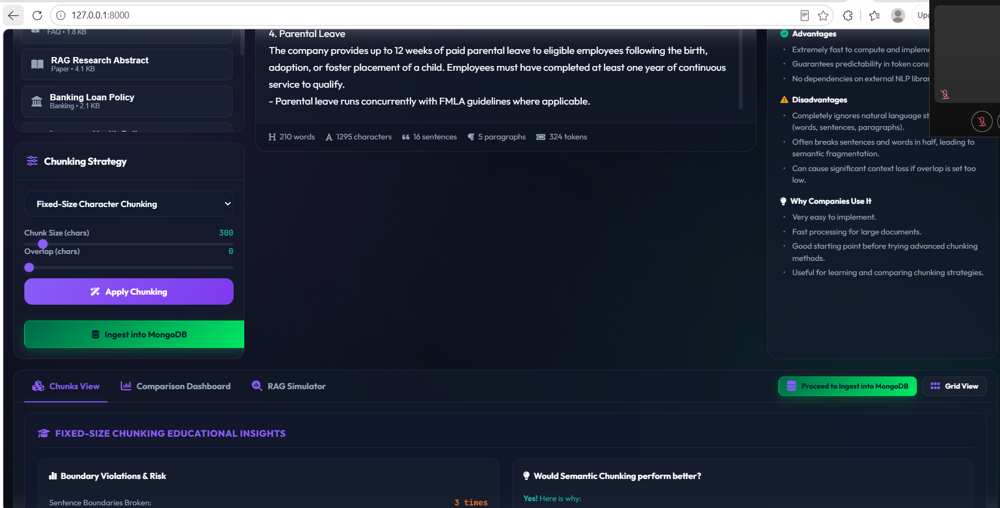 127.0.0.1:8000
FAQ • 1.8 KB
RAG Research Abstract
Paper • 4.1 KB
Banking Loan Policy
Banking • 2.1 KB
Chunking Strategy
Fixed-Size Character Chunking
Chunk Size (chars) 300
Overlap (chars) 0
Apply Chunking
Ingest into MongoDB
4. Parental Leave
The company provides up to 12 weeks of paid parental leave to eligible employees following the birth,
adoption, or foster placement of a child. Employees must have completed at least one year of continuous
service to qualify.
- Parental leave runs concurrently with FMLA guidelines where applicable.
210 words 1295 characters 16 sentences 5 paragraphs 324 tokens
Advantages
• Extremely fast to compute and impleme
• Guarantees predictability in token cons
• No dependencies on external NLP librar
Disadvantages
• Completely ignores natural language st
(words, sentences, paragraphs).
• Often breaks sentences and words in half, leading to
semantic fragmentation.
• Can cause significant context loss if overlap is set too
low.
Why Companies Use It
• Very easy to implement.
• Fast processing for large documents.
• Good starting point before trying advanced chunking
methods.
• Useful for learning and comparing chunking strategies.
Chunks View Comparison Dashboard RAG Simulator Proceed to Ingest into MongoDB Grid View
FIXED-SIZE CHUNKING EDUCATIONAL INSIGHTS
Boundary Violations & Risk
Sentence Boundaries Broken: 3 times
Would Semantic Chunking perform better?
Yes! Here is why: